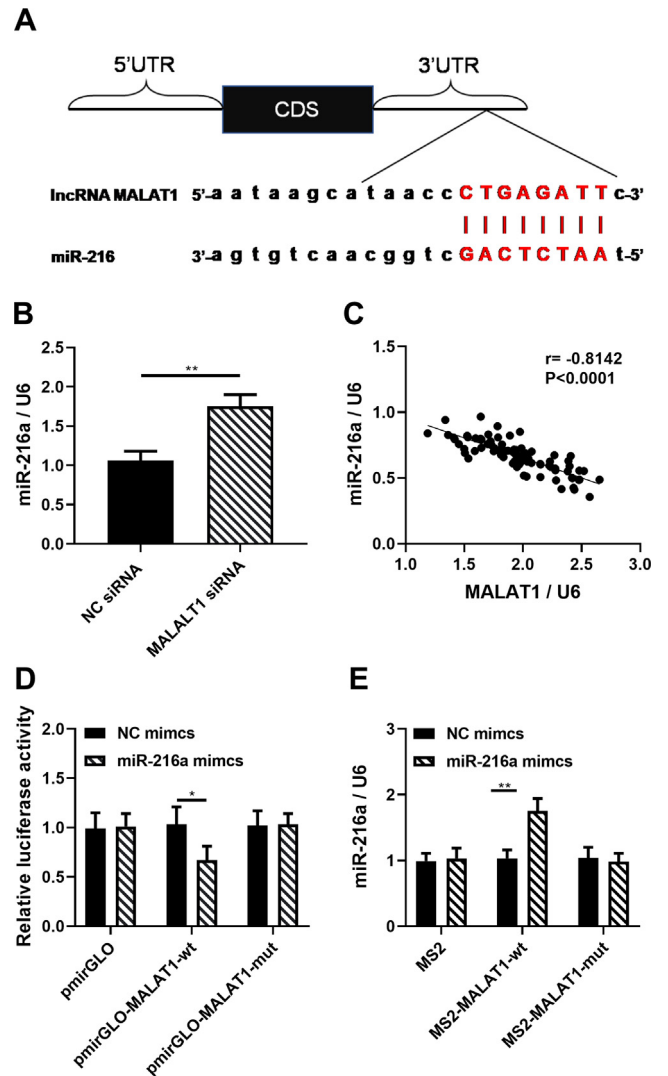 A
5'UTR
3'UTR
CDS
lncRNA MALAT1 5'-a a t a a g c a t a a c c C T G A G A T T c-3'
miR-216 3'-a g t g t c a a c g g t c G A C T C T A A t-5'
B
miR-216a / U6
2.5
2.0
1.5
1.0
0.5
0.0
**
NC siRNA
MALALT1 siRNA
C
miR-216a / U6
1.5
1.0
0.5
0.0
r= -0.8142
P<0.0001
1.0 1.5 2.0 2.5 3.0
MALAT1 / U6
D
Relative luciferase activity
2.0
1.5
1.0
0.5
0.0
NC mimcs
miR-216a mimcs
*
pmirGLO
pmirGLO-MALAT1-wt
pmirGLO-MALAT1-mut
E
miR-216a / U6
3
2
1
0
NC mimcs
miR-216a mimcs
**
MS2
MS2-MALAT1-wt
MS2-MALAT1-mut